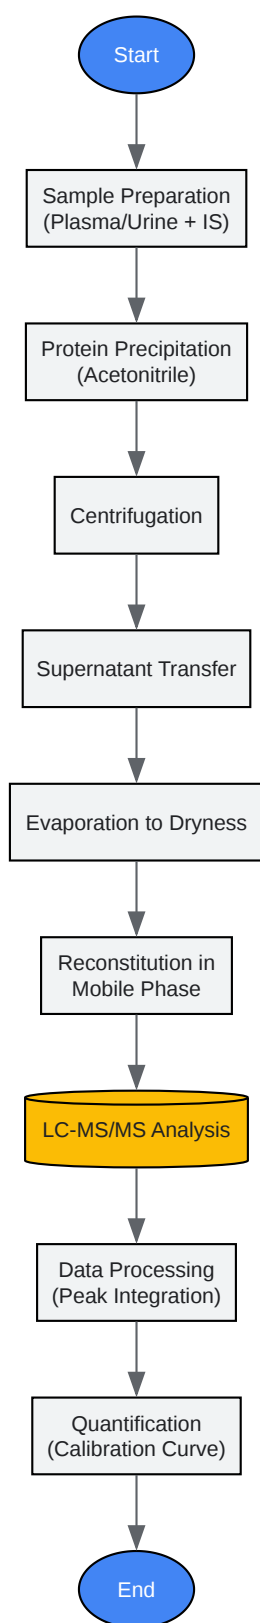 Start
Sample Preparation
(Plasma/Urine + IS)
Protein Precipitation
(Acetonitrile)
Centrifugation
Supernatant Transfer
Evaporation to Dryness
Reconstitution in
Mobile Phase
LC-MS/MS Analysis
Data Processing
(Peak Integration)
Quantification
(Calibration Curve)
End